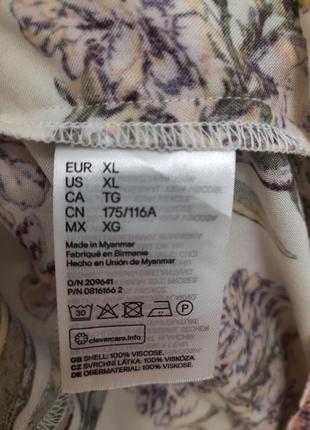 EUR XL
US XL
CA TG
CN 175/116A
MX XG
Made in Myanmar
Fabriqué en Birmanie
Hecho en Unión de Myanmar
O/N 209641
P/N 0816166 2
30 P
clevercare.info
GB SHELL: 100% VISCOSE.
CZ SVRCHNÍ LÁTKA: 100% VISKÓZA.
DE OBERMATERIAL: 100% VISKOSE.